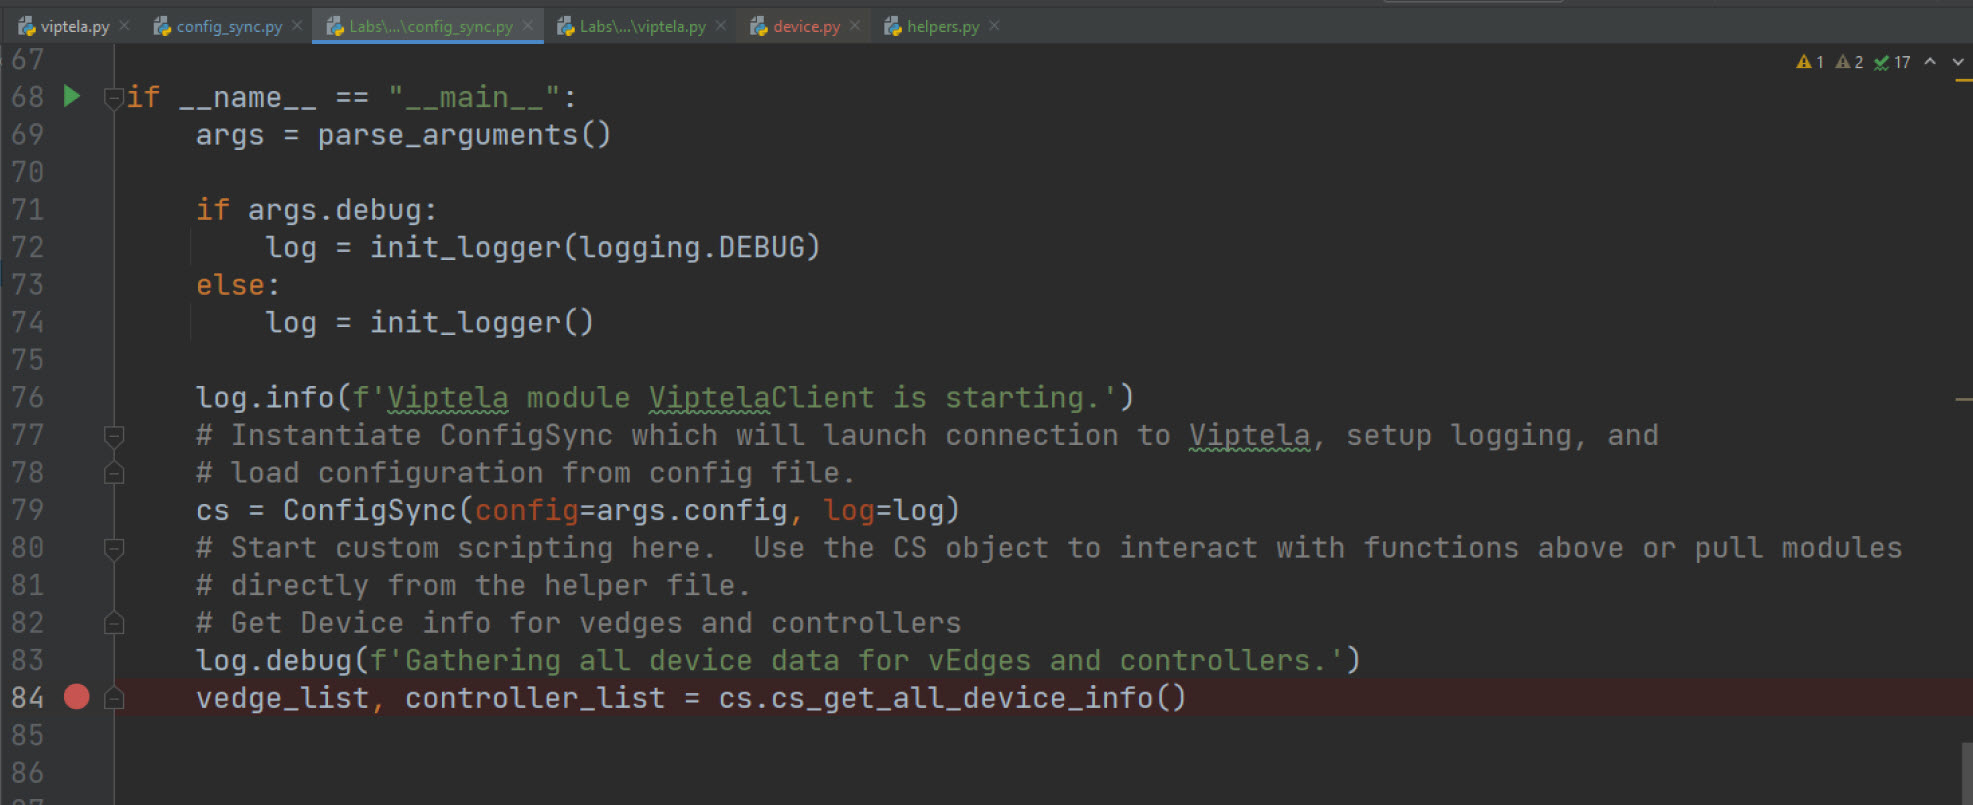 viptela.py config_sync.py Labs\...\config_sync.py Labs\...\viptela.py device.py helpers.py
67
1 2 17
68 if __name__ == "__main__":
69 args = parse_arguments()
70
71 if args.debug:
72 log = init_logger(logging.DEBUG)
73 else:
74 log = init_logger()
75
76 log.info(f'Viptela module ViptelaClient is starting.')
77 # Instantiate ConfigSync which will launch connection to Viptela, setup logging, and
78 # load configuration from config file.
79 cs = ConfigSync(config=args.config, log=log)
80 # Start custom scripting here.  Use the CS object to interact with functions above or pull modules
81 # directly from the helper file.
82 # Get Device info for vedges and controllers
83 log.debug(f'Gathering all device data for vEdges and controllers.')
84 vedge_list, controller_list = cs.cs_get_all_device_info()
85
86